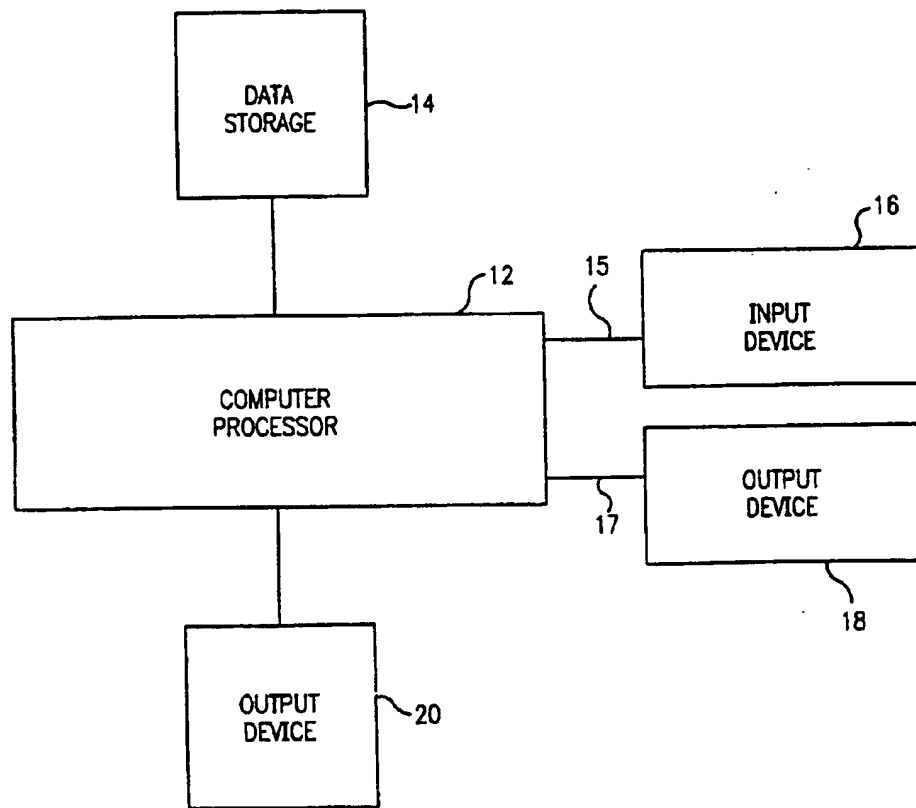 DATA
STORAGE
14
12
15
16
INPUT
DEVICE
COMPUTER
PROCESSOR
OUTPUT
DEVICE
17
18
OUTPUT
DEVICE
20